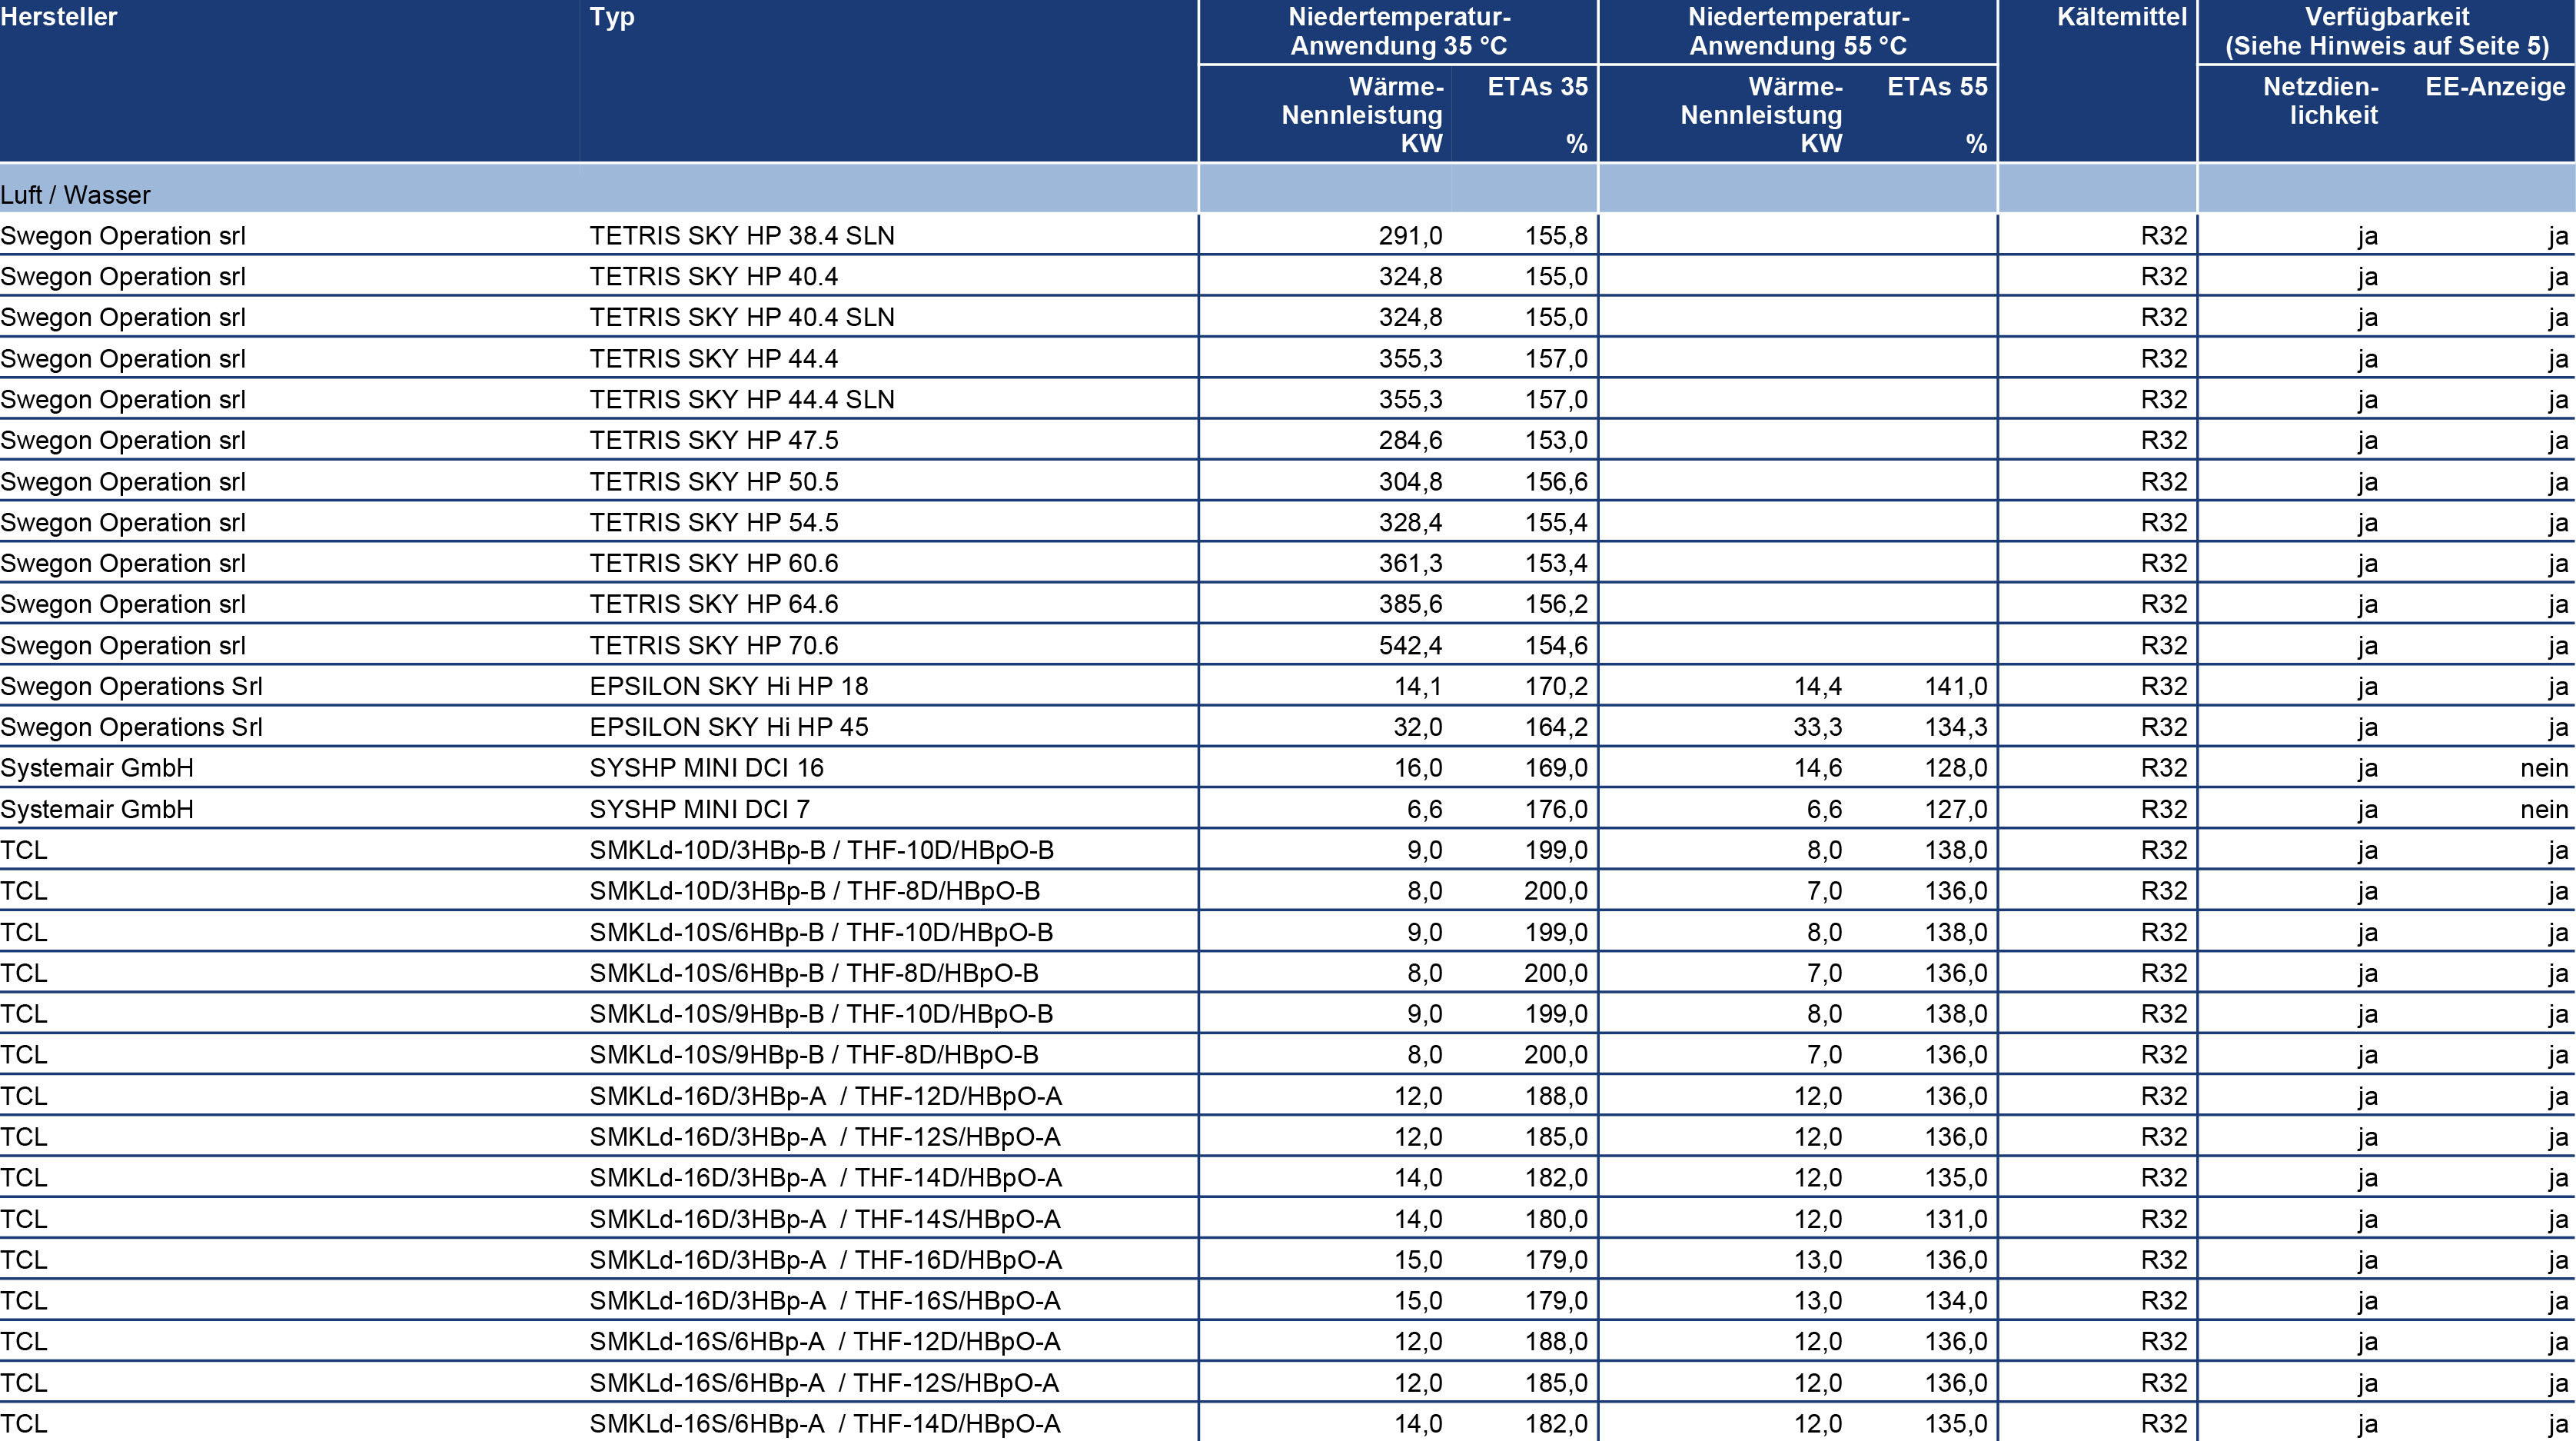 Hersteller Typ Niedertemperatur- Niedertemperatur- Kältemittel Verfügbarkeit
Anwendung 35 °C Anwendung 55 °C (Siehe Hinweis auf Seite 5)
Wärme- ETAs 35 Wärme- ETAs 55 Netzdien- EE-Anzeige
Nennleistung Nennleistung lichkeit
KW % KW %
Luft / Wasser
Swegon Operation srl TETRIS SKY HP 38.4 SLN 291,0 155,8 R32 ja ja
Swegon Operation srl TETRIS SKY HP 40.4 324,8 155,0 R32 ja ja
Swegon Operation srl TETRIS SKY HP 40.4 SLN 324,8 155,0 R32 ja ja
Swegon Operation srl TETRIS SKY HP 44.4 355,3 157,0 R32 ja ja
Swegon Operation srl TETRIS SKY HP 44.4 SLN 355,3 157,0 R32 ja ja
Swegon Operation srl TETRIS SKY HP 47.5 284,6 153,0 R32 ja ja
Swegon Operation srl TETRIS SKY HP 50.5 304,8 156,6 R32 ja ja
Swegon Operation srl TETRIS SKY HP 54.5 328,4 155,4 R32 ja ja
Swegon Operation srl TETRIS SKY HP 60.6 361,3 153,4 R32 ja ja
Swegon Operation srl TETRIS SKY HP 64.6 385,6 156,2 R32 ja ja
Swegon Operation srl TETRIS SKY HP 70.6 542,4 154,6 R32 ja ja
Swegon Operations Srl EPSILON SKY Hi HP 18 14,1 170,2 14,4 141,0 R32 ja ja
Swegon Operations Srl EPSILON SKY Hi HP 45 32,0 164,2 33,3 134,3 R32 ja ja
Systemair GmbH SYSHP MINI DCI 16 16,0 169,0 14,6 128,0 R32 ja nein
Systemair GmbH SYSHP MINI DCI 7 6,6 176,0 6,6 127,0 R32 ja nein
TCL SMKLd-10D/3HBp-B / THF-10D/HBpO-B 9,0 199,0 8,0 138,0 R32 ja ja
TCL SMKLd-10D/3HBp-B / THF-8D/HBpO-B 8,0 200,0 7,0 136,0 R32 ja ja
TCL SMKLd-10S/6HBp-B / THF-10D/HBpO-B 9,0 199,0 8,0 138,0 R32 ja ja
TCL SMKLd-10S/6HBp-B / THF-8D/HBpO-B 8,0 200,0 7,0 136,0 R32 ja ja
TCL SMKLd-10S/9HBp-B / THF-10D/HBpO-B 9,0 199,0 8,0 138,0 R32 ja ja
TCL SMKLd-10S/9HBp-B / THF-8D/HBpO-B 8,0 200,0 7,0 136,0 R32 ja ja
TCL SMKLd-16D/3HBp-A / THF-12D/HBpO-A 12,0 188,0 12,0 136,0 R32 ja ja
TCL SMKLd-16D/3HBp-A / THF-12S/HBpO-A 12,0 185,0 12,0 136,0 R32 ja ja
TCL SMKLd-16D/3HBp-A / THF-14D/HBpO-A 14,0 182,0 12,0 135,0 R32 ja ja
TCL SMKLd-16D/3HBp-A / THF-14S/HBpO-A 14,0 180,0 12,0 131,0 R32 ja ja
TCL SMKLd-16D/3HBp-A / THF-16D/HBpO-A 15,0 179,0 13,0 136,0 R32 ja ja
TCL SMKLd-16D/3HBp-A / THF-16S/HBpO-A 15,0 179,0 13,0 134,0 R32 ja ja
TCL SMKLd-16S/6HBp-A / THF-12D/HBpO-A 12,0 188,0 12,0 136,0 R32 ja ja
TCL SMKLd-16S/6HBp-A / THF-12S/HBpO-A 12,0 185,0 12,0 136,0 R32 ja ja
TCL SMKLd-16S/6HBp-A / THF-14D/HBpO-A 14,0 182,0 12,0 135,0 R32 ja ja